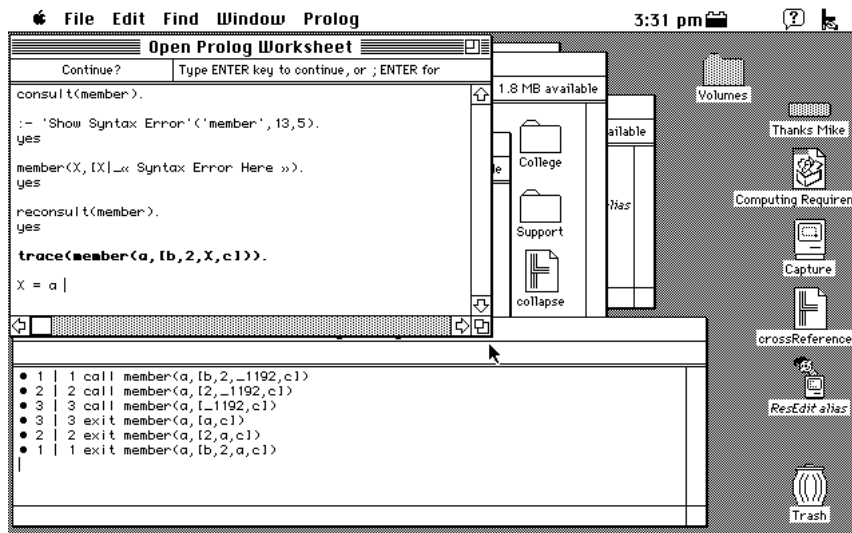 File Edit Find Window Prolog 3:31 pm
Open Prolog Worksheet
Continue? Type ENTER key to continue, or ; ENTER for
consult(member).
:- 'Show Syntax Error'('member',13,5).
yes
member(X,[X|_« Syntax Error Here »).
yes
reconsult(member).
yes
trace(member(a,[b,2,X,c])).
X = a
1.8 MB available
ailable
le
College
lias
Support
collapse
● 1 | 1 call member(a,[b,2,_1192,c])
● 2 | 2 call member(a,[2,_1192,c])
● 3 | 3 call member(a,[_1192,c])
● 3 | 3 exit member(a,[a,c])
● 2 | 2 exit member(a,[2,a,c])
● 1 | 1 exit member(a,[b,2,a,c])
Volumes
Thanks Mike
Computing Requiren
Capture
crossReference
ResEdit alias
Trash